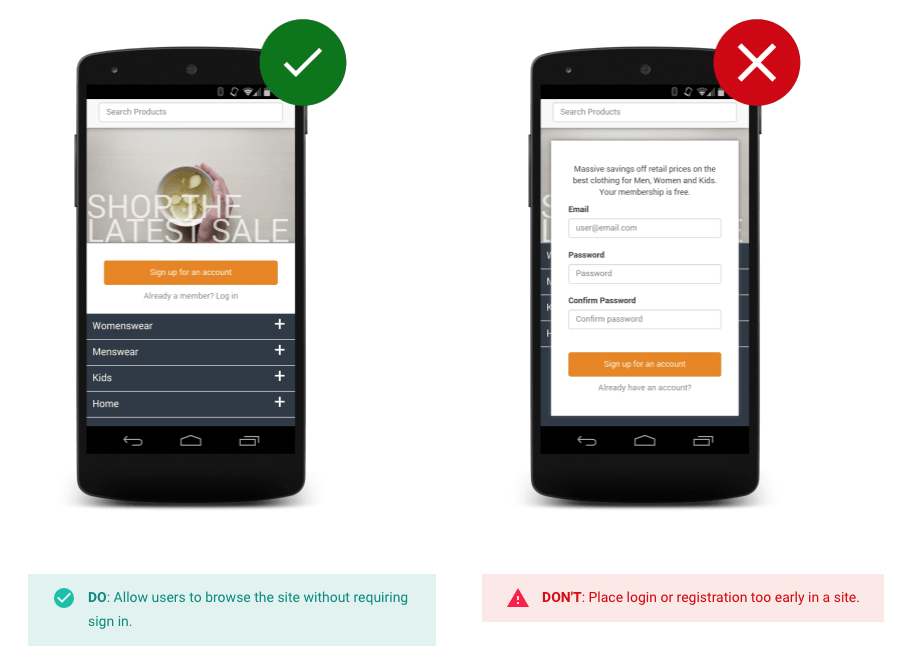 Search Products
SHOP THE
LATEST SALE
Sign up for an account
Already a member? Log in
Womenswear +
Menswear +
Kids +
Home +
DO: Allow users to browse the site without requiring
sign in.
Search Products
Massive savings off retail prices on the
best clothing for Men, Women and Kids.
Your membership is free.
Email
user@email.com
Password
Password
Confirm Password
Confirm password
Sign up for an account
Already have an account?
DON'T: Place login or registration too early in a site.